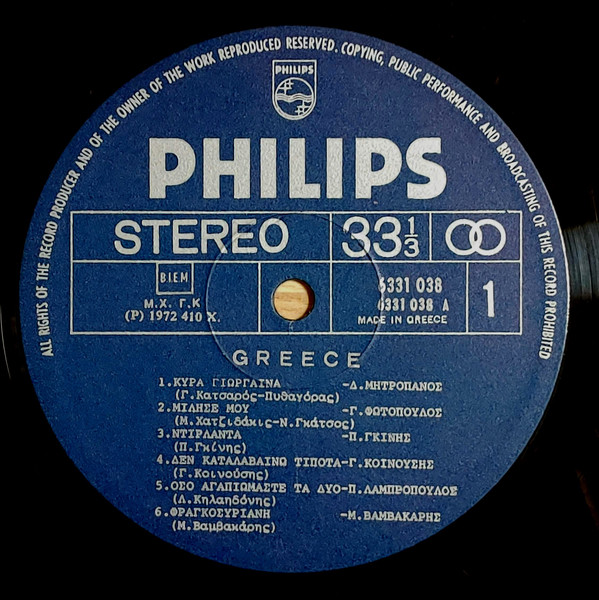 ALL RIGHTS OF THE RECORD PRODUCER AND OF THE OWNER OF THE WORK REPRODUCED RESERVED. COPYING, PUBLIC PERFORMANCE AND BROADCASTING OF THIS RECORD PROHIBITED
PHILIPS
PHILIPS
STEREO 33 1/3
B.I.E.M
Μ.Χ. Γ.Κ
(P) 1972 410 X.
6331 038
6331 038 A
MADE IN GREECE
1
GREECE
1.ΚΥΡΑ ΓΙΩΡΓΑΙΝΑ -Δ.ΜΗΤΡΟΠΑΝΟΣ
(Γ.Κατσαρός-Πυθαγόρας)
2.ΜΙΛΗΣΕ ΜΟΥ -Γ.ΦΩΤΟΠΟΥΛΟΣ
(Μ.Χατζιδάκις-Ν.Γκάτσος)
3.ΝΤΙΡΛΑΝΤΑ -Π.ΓΚΙΝΗΣ
(Π.Γκίνης)
4.ΔΕΝ ΚΑΤΑΛΑΒΑΙΝΩ ΤΙΠΟΤΑ-Γ.ΚΟΙΝΟΥΣΗΣ
(Γ.Κοινούσης)
5.ΟΣΟ ΑΓΑΠΙΩΜΑΣΤΕ ΤΑ ΔΥΟ-Π.ΛΑΜΠΡΟΠΟΥΛΟΣ
(Λ.Κηλαηδόνης)
6.ΦΡΑΓΚΟΣΥΡΙΑΝΗ -Μ.ΒΑΜΒΑΚΑΡΗΣ
(Μ.Βαμβακάρης)